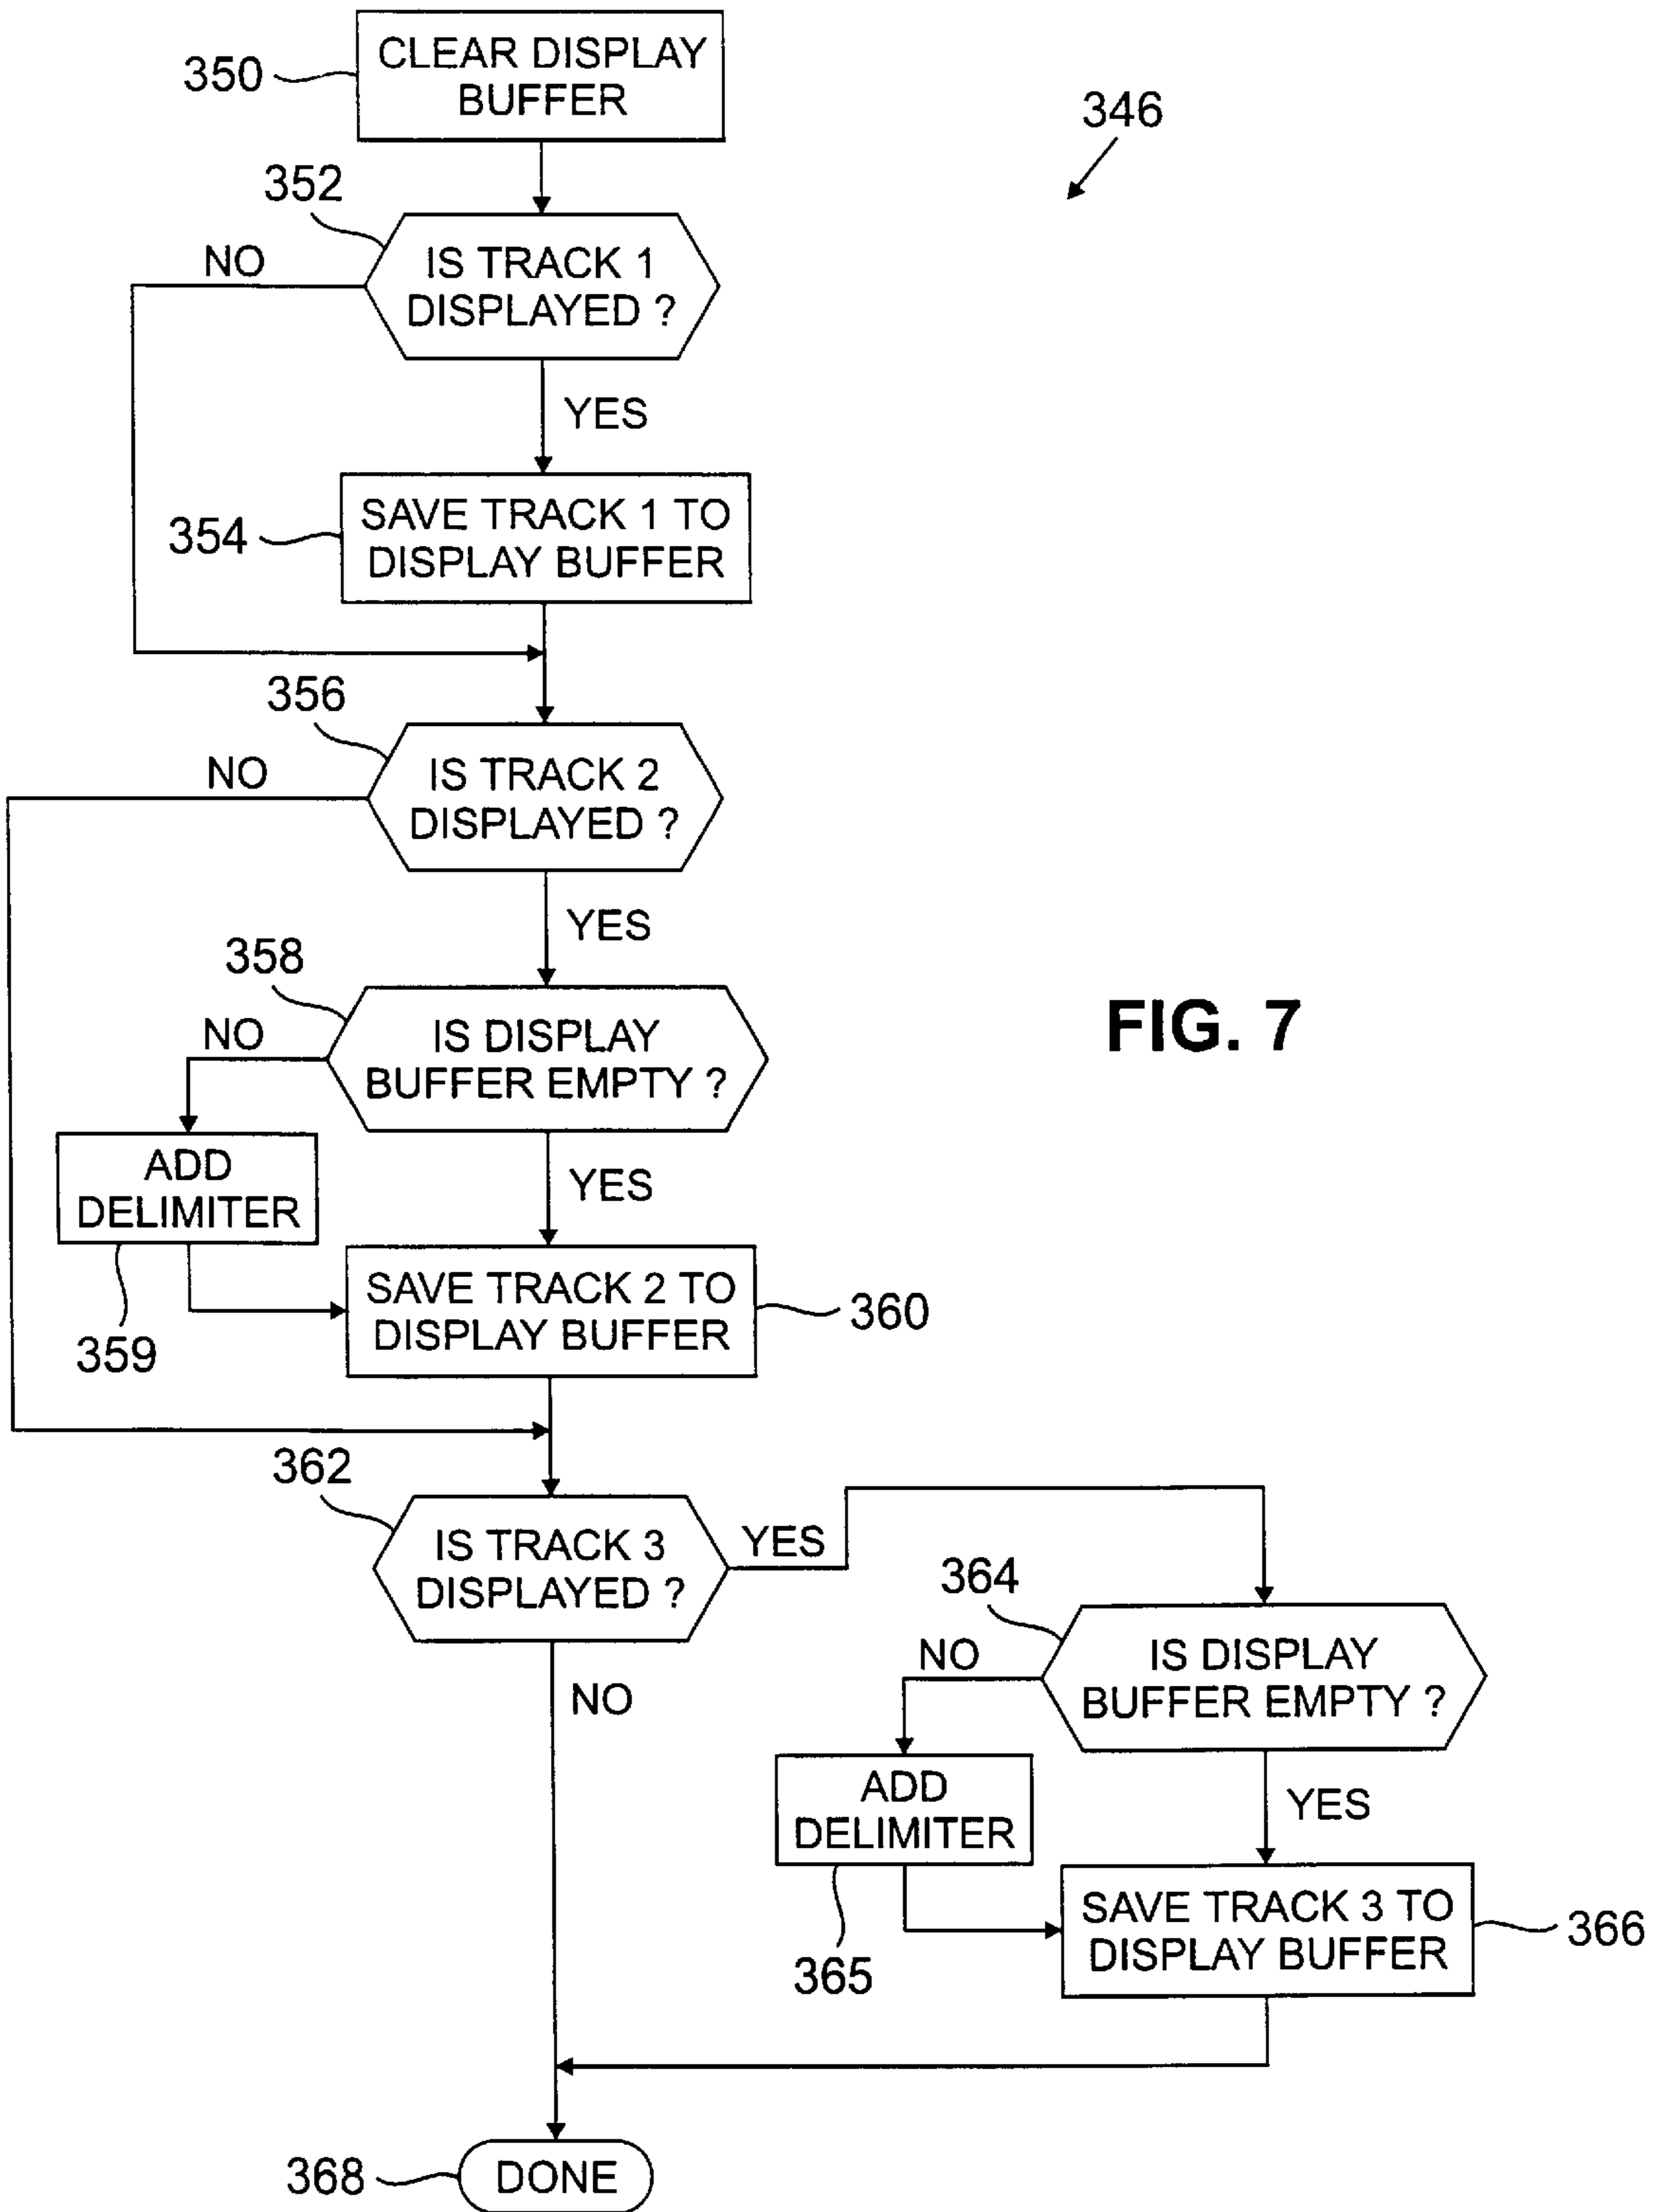 350
CLEAR DISPLAY
BUFFER
346
352
NO
IS TRACK 1
DISPLAYED ?
YES
354
SAVE TRACK 1 TO
DISPLAY BUFFER
356
NO
IS TRACK 2
DISPLAYED ?
YES
358
NO
IS DISPLAY
BUFFER EMPTY ?
FIG. 7
ADD
DELIMITER
YES
359
SAVE TRACK 2 TO
DISPLAY BUFFER
360
362
IS TRACK 3
DISPLAYED ?
YES
364
NO
IS DISPLAY
BUFFER EMPTY ?
NO
ADD
DELIMITER
YES
365
SAVE TRACK 3 TO
DISPLAY BUFFER
366
368
DONE